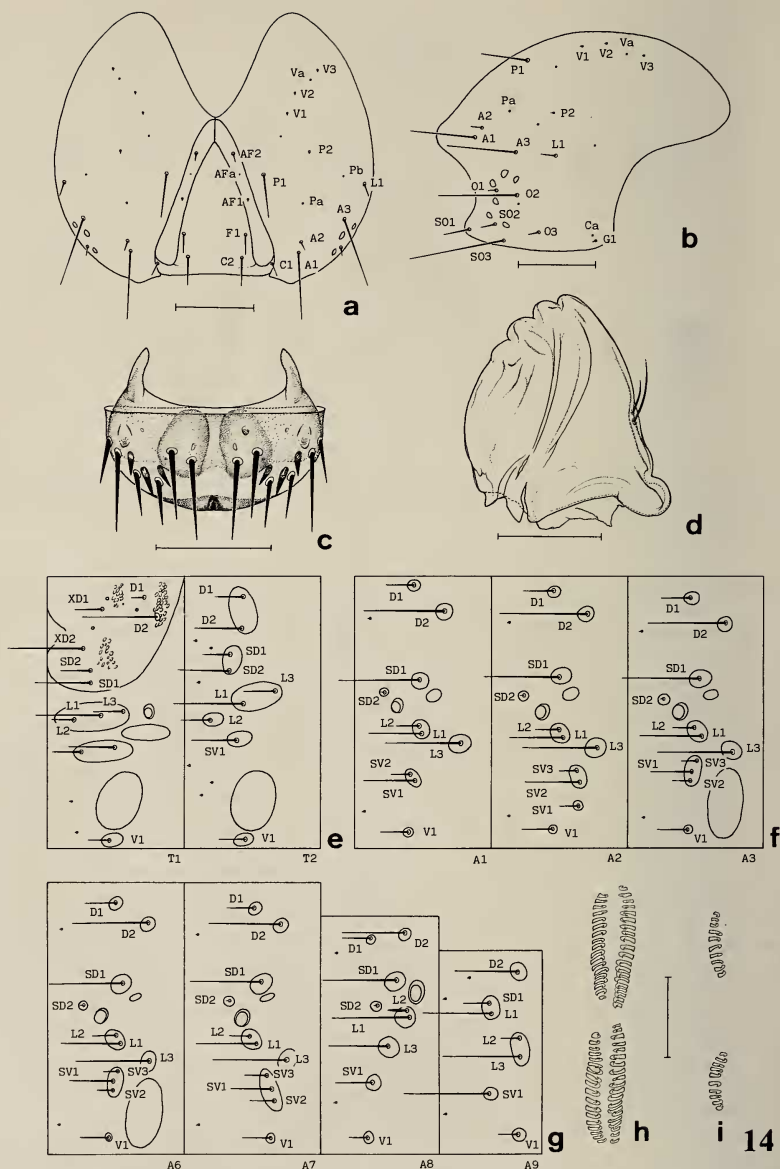 Va V3
V2
V1
AF2
P2
AFa
P1
Pb
L1
AF1
Pa
A3
F1
A2
C2
C1
A1
a
Va
V1 V2 V3
P1
Pa
A2
P2
A1
A3
L1
O1
O2
SO1
SO2
O3
Ca
G1
SO3
b
c
d
XD1
D1
D2
XD2
SD2
SD1
L1
L3
L2
D1
D2
SD1
SD2
L3
L1
L2
SV1
V1
V1
T1
T2
e
D1
D2
SD1
SD2
L2
L1
L3
SV2
SV1
V1
A1
D1
D2
SD1
SD2
L2
L1
L3
SV3
SV2
SV1
V1
A2
D1
D2
SD1
SD2
L2
L1
L3
SV3
SV1
SV2
V1
A3
f
D1
D2
SD1
SD2
L2
L1
L3
SV3
SV1
SV2
V1
A6
D1
D2
SD1
SD2
L2
L1
L3
SV3
SV1
SV2
V1
A7
D1
D2
SD1
SD2
L2
L1
L3
SV1
V1
A8
D2
SD1
L1
L2
L3
SV1
V1
A9
g
h
i
14